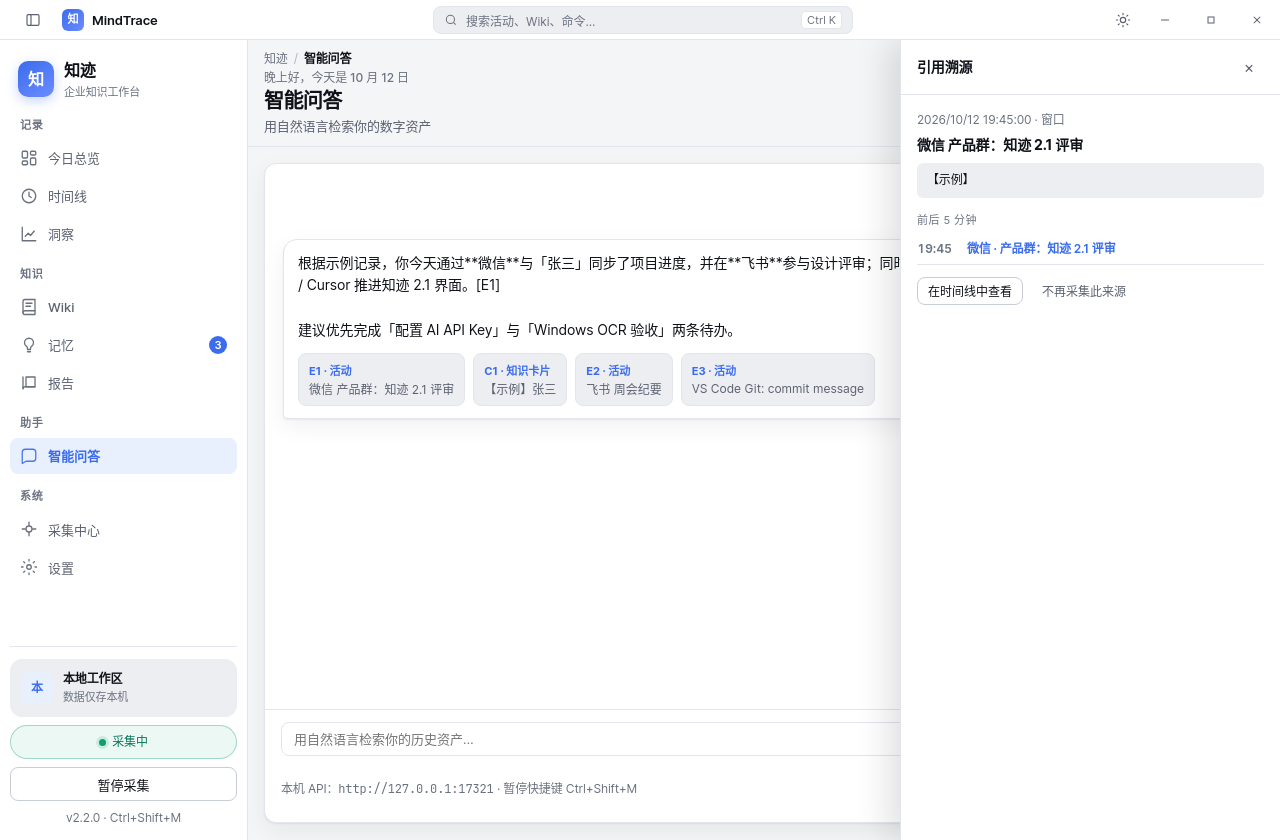 知 MindTrace
搜索活动、Wiki、命令... Ctrl K
知 知迹
企业知识工作台
记录
今日总览
时间线
洞察
知识
Wiki
记忆 3
报告
助手
智能问答
系统
采集中心
设置
本 本地工作区
数据仅存本机
采集中
暂停采集
v2.2.0 · Ctrl+Shift+M
知迹 / 智能问答
晚上好，今天是 10 月 12 日
智能问答
用自然语言检索你的数字资产
根据示例记录，你今天通过**微信**与「张三」同步了项目进度，并在**飞书**参与设计评审；同时
/ Cursor 推进知迹 2.1 界面。[E1]
建议优先完成「配置 AI API Key」与「Windows OCR 验收」两条待办。
E1 · 活动
微信 产品群：知迹 2.1 评审
C1 · 知识卡片
【示例】张三
E2 · 活动
飞书 周会纪要
E3 · 活动
VS Code Git: commit message
用自然语言检索你的历史资产...
本机 API：http://127.0.0.1:17321 · 暂停快捷键 Ctrl+Shift+M
引用溯源
2026/10/12 19:45:00 · 窗口
微信 产品群：知迹 2.1 评审
【示例】
前后 5 分钟
19:45 微信 · 产品群：知迹 2.1 评审
在时间线中查看 不再采集此来源